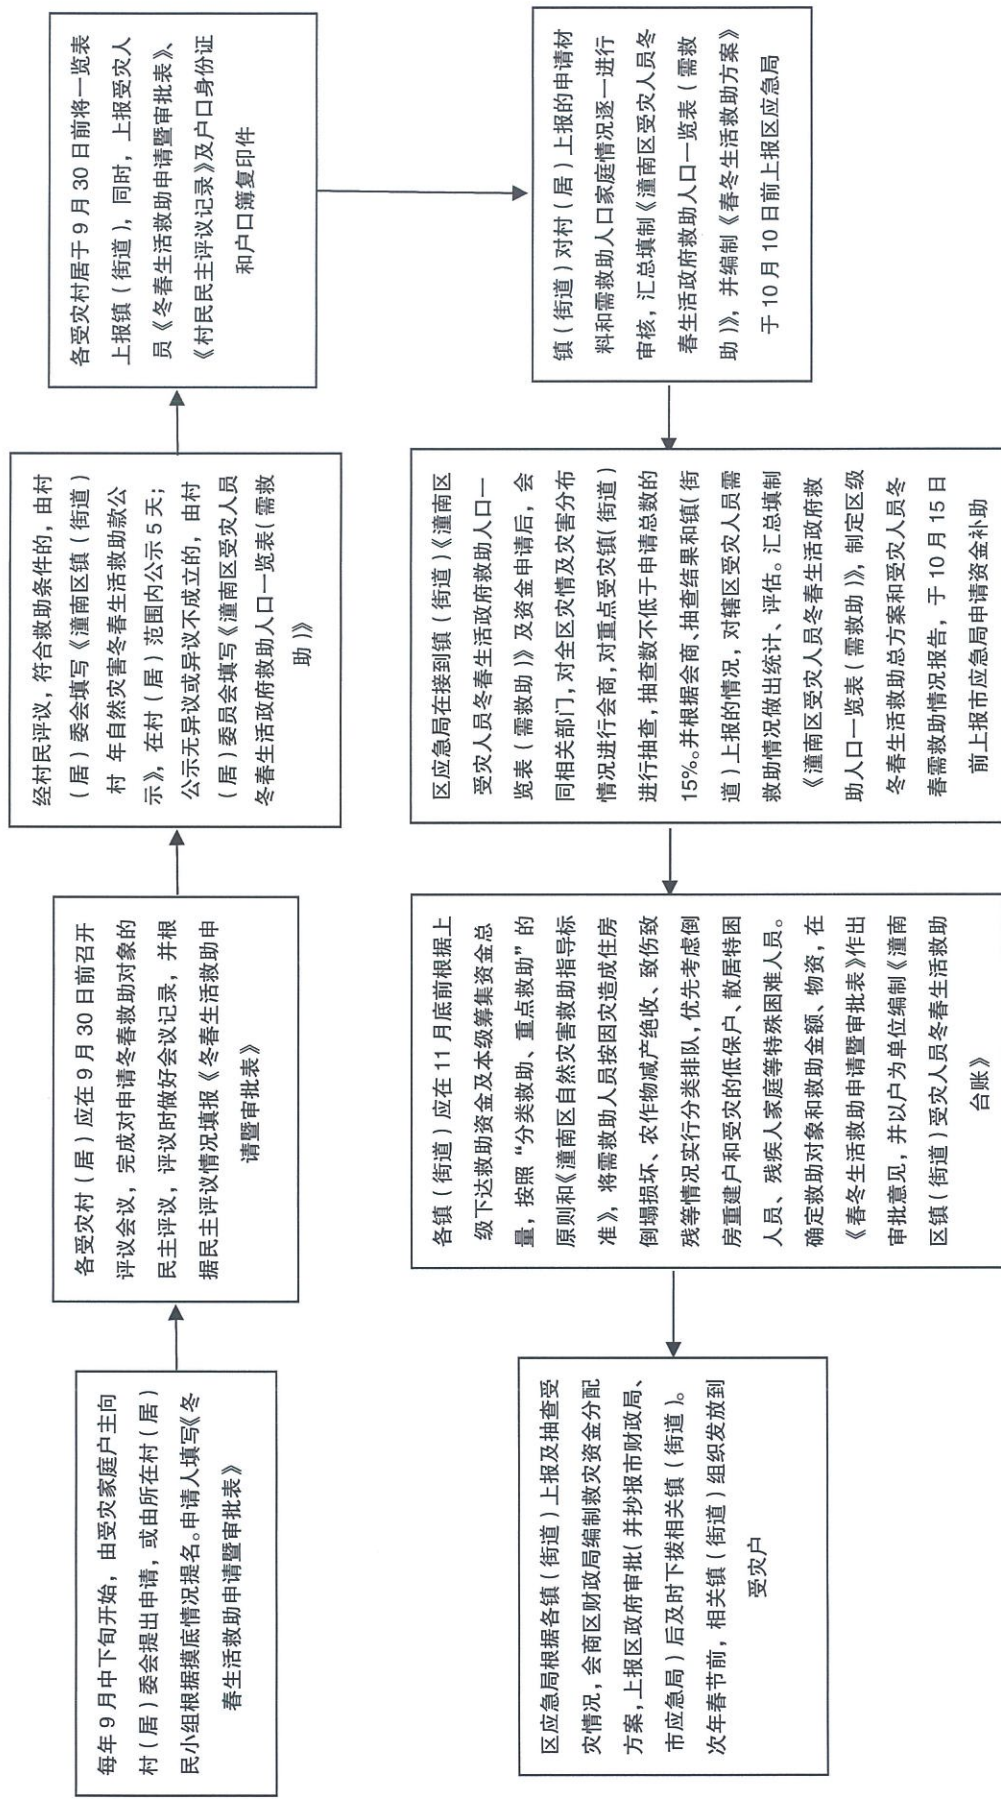 每年 9 月中下旬开始，由受灾家庭户主向
村（居）委会提出申请，或由所在村（居）
民小组根据摸底情况提名。申请人填写《冬
春生活救助申请暨审批表》
各受灾村（居）应在 9 月 30 日前召开
评议会议，完成对申请冬春救助对象的
民主评议，评议时做好会议记录，并根
据民主评议情况填报《冬春生活救助申
请暨审批表》
经村民评议，符合救助条件的，由村
（居）委会填写《潼南区镇（街道）
村 年自然灾害冬春生活救助款公
示》，在村（居）范围内公示 5 天；
公示无异议或异议不成立的，由村
（居）委员会填写《潼南区受灾人员
冬春生活政府救助人口一览表（需救
助）》
各受灾村居于 9 月 30 日前将一览表
上报镇（街道），同时，上报受灾人
员《冬春生活救助申请暨审批表》、
《村民民主评议记录》及户口身份证
和户口簿复印件
镇（街道）对村（居）上报的申请材
料和需救助人口家庭情况逐一进行
审核，汇总填制《潼南区受灾人员冬
春生活政府救助人口一览表（需救
助）》，并编制《春冬生活救助方案》
于 10 月 10 日前上报区应急局
区应急局在接到镇（街道）《潼南区
受灾人员冬春生活政府救助人口一
览表（需救助）》及资金申请后，会
同相关部门，对全区灾情及灾害分布
情况进行会商，对重点受灾镇（街道）
进行抽查，抽查数不低于申请总数的
15%。并根据会商、抽查结果和镇（街
道）上报的情况，对辖区受灾人员需
救助情况做出统计、评估。汇总填制
《潼南区受灾人员冬春生活政府救
助人口一览表（需救助）》，制定区级
冬春生活救助总方案和受灾人员冬
春需救助情况报告，于 10 月 15 日
前上报市应急局申请资金补助
各镇（街道）应在 11 月底前根据上
级下达救助资金及本级筹集资金总
量，按照“分类救助、重点救助”的
原则和《潼南区自然灾害救助指导标
准》，将需救助人员按因灾造成住房
倒塌损坏、农作物减产绝收、致伤致
残等情况实行分类排队，优先考虑倒
房重建户和受灾的低保户、散居特困
人员、残疾人家庭等特殊困难人员。
确定救助对象和救助金额、物资，在
《春冬生活救助申请暨审批表》作出
审批意见，并以户为单位编制《潼南
区镇（街道）受灾人员冬春生活救助
台账》
区应急局根据各镇（街道）上报及抽查受
灾情况，会商区财政局编制救灾资金分配
方案，上报区政府审批（并抄报市财政局、
市应急局）后及时下拨相关镇（街道）。
次年春节前，相关镇（街道）组织发放到
受灾户